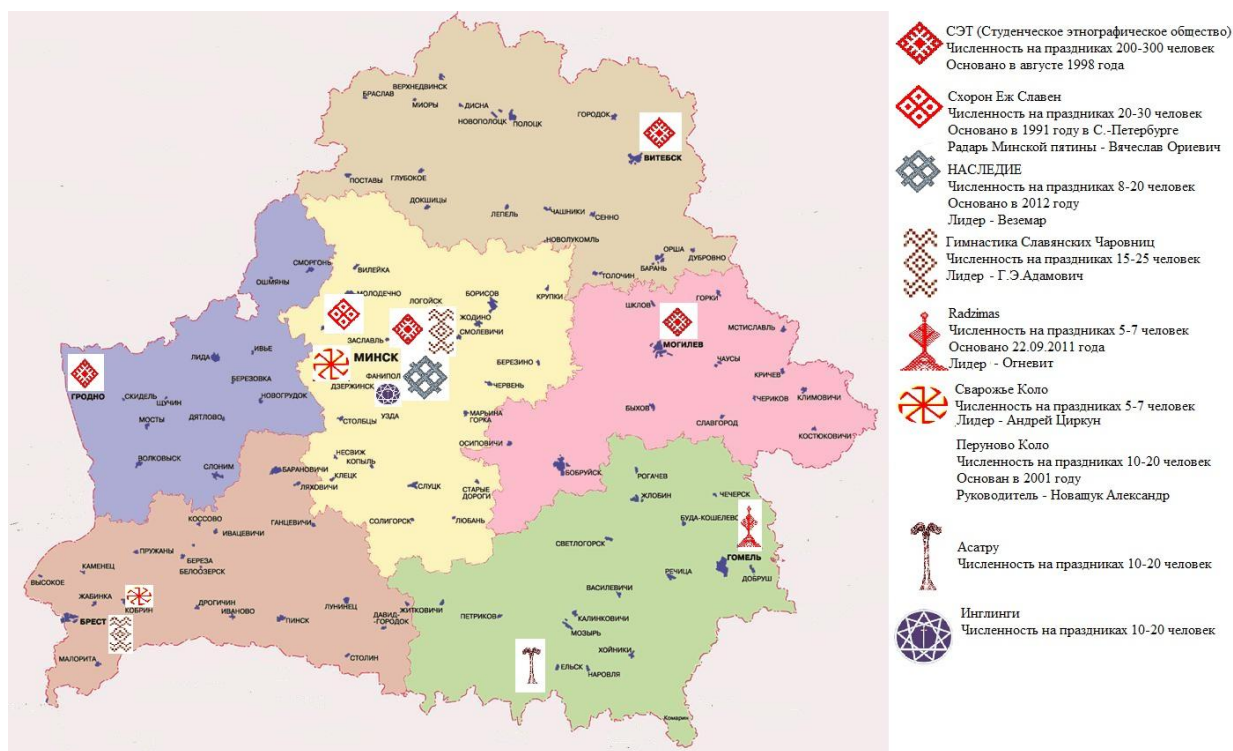 ВЕРХНЕДВИНСК
БРАСЛАВ
МИОРЫ
ДИСНА
НОВОПОЛОЦК
ПОЛОЦК
ГОРОДОК
ВИТЕБСК
ПОСТАВЫ
ГЛУБОКОЕ
ДОКШИЦЫ
ЛЕПЕЛЬ
ЧАШНИКИ
СЕННО
НОВОЛУКОМЛЬ
ОРША
ДУБРОВНО
БАРАНЬ
ТОЛОЧИН
СМОРГОНЬ
ОШМЯНЫ
ВИЛЕЙКА
МОЛОДЕЧНО
ЛОГОЙСК
БОРИСОВ
КРУПКИ
ЖОДИНО
СМОЛЕВИЧИ
ЗАСЛАВЛЬ
МИНСК
ШКЛОВ
ГОРКИ
МСТИСЛАВЛЬ
МОГИЛЕВ
ЛИДА
ИВЬЕ
БЕРЕЗИНО
ФАНИПОЛ
ДЗЕРЖИНСК
ЧЕРВЕНЬ
ЧАУСЫ
КРИЧЕВ
ГРОДНО
СКИДЕЛЬ
ЩУЧИН
БЕРЕЗОВКА
НОВОГРУДОК
ДЯТЛОВО
МОСТЫ
СТОЛБЦЫ
УЗДА
МАРЬИНА
ГОРКА
БЫХОВ
ЧЕРИКОВ
КЛИМОВИЧИ
СЛАВГОРОД
КОСТЮКОВИЧИ
ОСИПОВИЧИ
ВОЛКОВЫСК
СЛОНИМ
БАРАНОВИЧИ
НЕСВИЖ
КОПЫЛЬ
КЛЕЦК
ЛЯХОВИЧИ
СЛУЦК
СТАРЫЕ
ДОРОГИ
БОБРУЙСК
РОГАЧЕВ
ЖЛОБИН
ЧЕЧЕРСК
КОССОВО
ИВАЦЕВИЧИ
ГАНЦЕВИЧИ
СОЛИГОРСК
ЛЮБАНЬ
БУДА-КОШЕЛЕВО
СВЕТЛОГОРСК
ГОМЕЛЬ
ПРУЖАНЫ
БЕРЕЗА
БЕЛООЗЕРСК
РЕЧИЦА
ДОБРУШ
ВЫСОКОЕ
КАМЕНЕЦ
ЖАБИНКА
КОБРИН
БРЕСТ
ДРОГИЧИН
ИВАНОВО
ПИНСК
ЛУНИНЕЦ
ДАВИД-
ГОРОДОК
ЖИТКОВИЧИ
ПЕТРИКОВ
ВАСИЛЕВИЧИ
КАЛИНКОВИЧИ
МОЗЫРЬ
МАЛОРИТА
СТОЛИН
ЕЛЬСК
ХОЙНИКИ
НАРОВЛЯ
Комарин
СЭТ (Студенческое этнографическое общество)
Численность на праздниках 200-300 человек
Основано в августе 1998 года
Схорон Еж Славен
Численность на праздниках 20-30 человек
Основано в 1991 году в С.-Петербурге
Радарь Минской пятины - Вячеслав Ориевич
НАСЛЕДИЕ
Численность на праздниках 8-20 человек
Основано в 2012 году
Лидер - Веземар
Гимнастика Славянских Чаровниц
Численность на праздниках 15-25 человек
Лидер - Г.Э.Адамович
Radzimas
Численность на праздниках 5-7 человек
Основано 22.09.2011 года
Лидер - Огневит
Сварожье Коло
Численность на праздниках 5-7 человек
Лидер - Андрей Циркун
Перуново Коло
Численность на праздниках 10-20 человек
Основан в 2001 году
Руководитель - Новашук Александр
Асатру
Численность на праздниках 10-20 человек
Инглинги
Численность на праздниках 10-20 человек